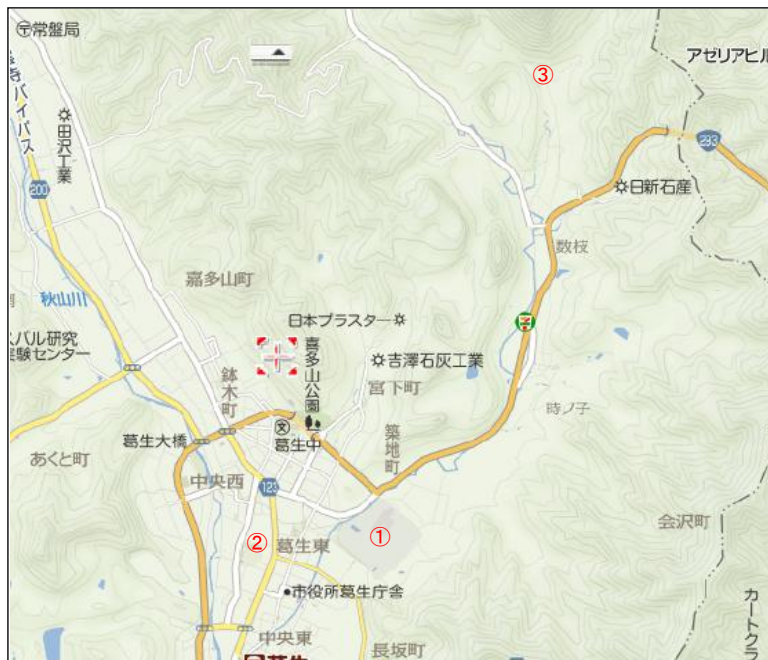 〒常盤局
バイパス
田沢工業
200
③
アゼリアヒル
293
日新石産
数枝
嘉多山町
秋山川
日本プラスター
喜多山公園
吉澤石灰工業
宮下町
バル研究
験センター
鉢木町
時ノ子
葛生大橋
文
葛生中
築地町
あくと町
中央西
123
会沢町
①
②
葛生東
市役所葛生庁舎
カートクラ
中央東
長坂町